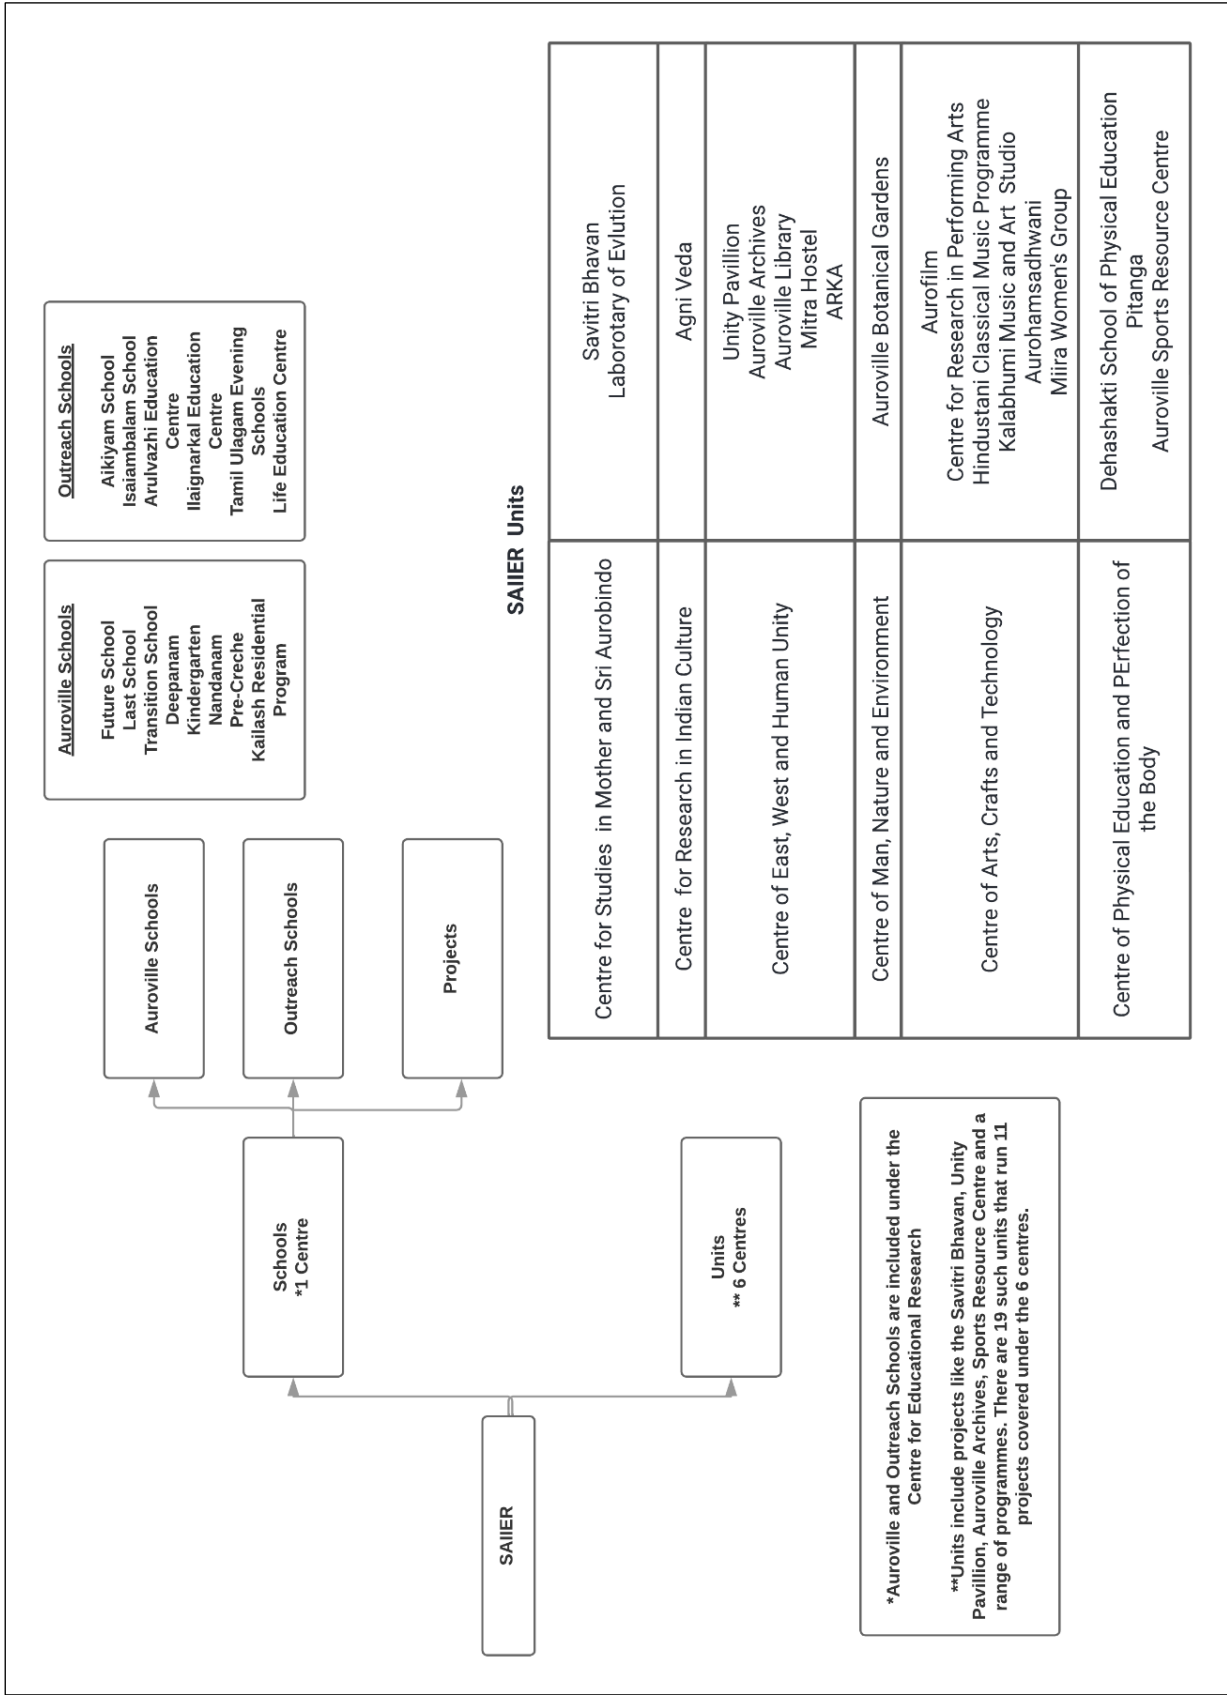 SAIIER
Schools
*1 Centre
Units
** 6 Centres
Auroville Schools
Outreach Schools
Projects
Auroville Schools
Future School
Last School
Transition School
Deepanam
Kindergarten
Nandanam
Pre-Creche
Kailash Residential
Program
Outreach Schools
Aikiyam School
Isaiambalam School
Arulvazhi Education
Centre
Ilaignarkal Education
Centre
Tamil Ulagam Evening
Schools
Life Education Centre
*Auroville and Outreach Schools are included under the
Centre for Educational Research
**Units include projects like the Savitri Bhavan, Unity
Pavillion, Auroville Archives, Sports Resource Centre and a
range of programmes. There are 19 such units that run 11
projects covered under the 6 centres.
SAIIER Units
Centre for Studies in Mother and Sri Aurobindo
Savitri Bhavan
Laborotary of Evlution
Centre for Research in Indian Culture
Agni Veda
Centre of East, West and Human Unity
Unity Pavillion
Auroville Archives
Auroville Library
Mitra Hostel
ARKA
Centre of Man, Nature and Environment
Auroville Botanical Gardens
Centre of Arts, Crafts and Technology
Aurofilm
Centre for Research in Performing Arts
Hindustani Classical Music Programme
Kalabhumi Music and Art Studio
Aurohamsadhwani
Miira Women's Group
Centre of Physical Education and PErfection of
the Body
Dehashakti School of Physical Education
Pitanga
Auroville Sports Resource Centre